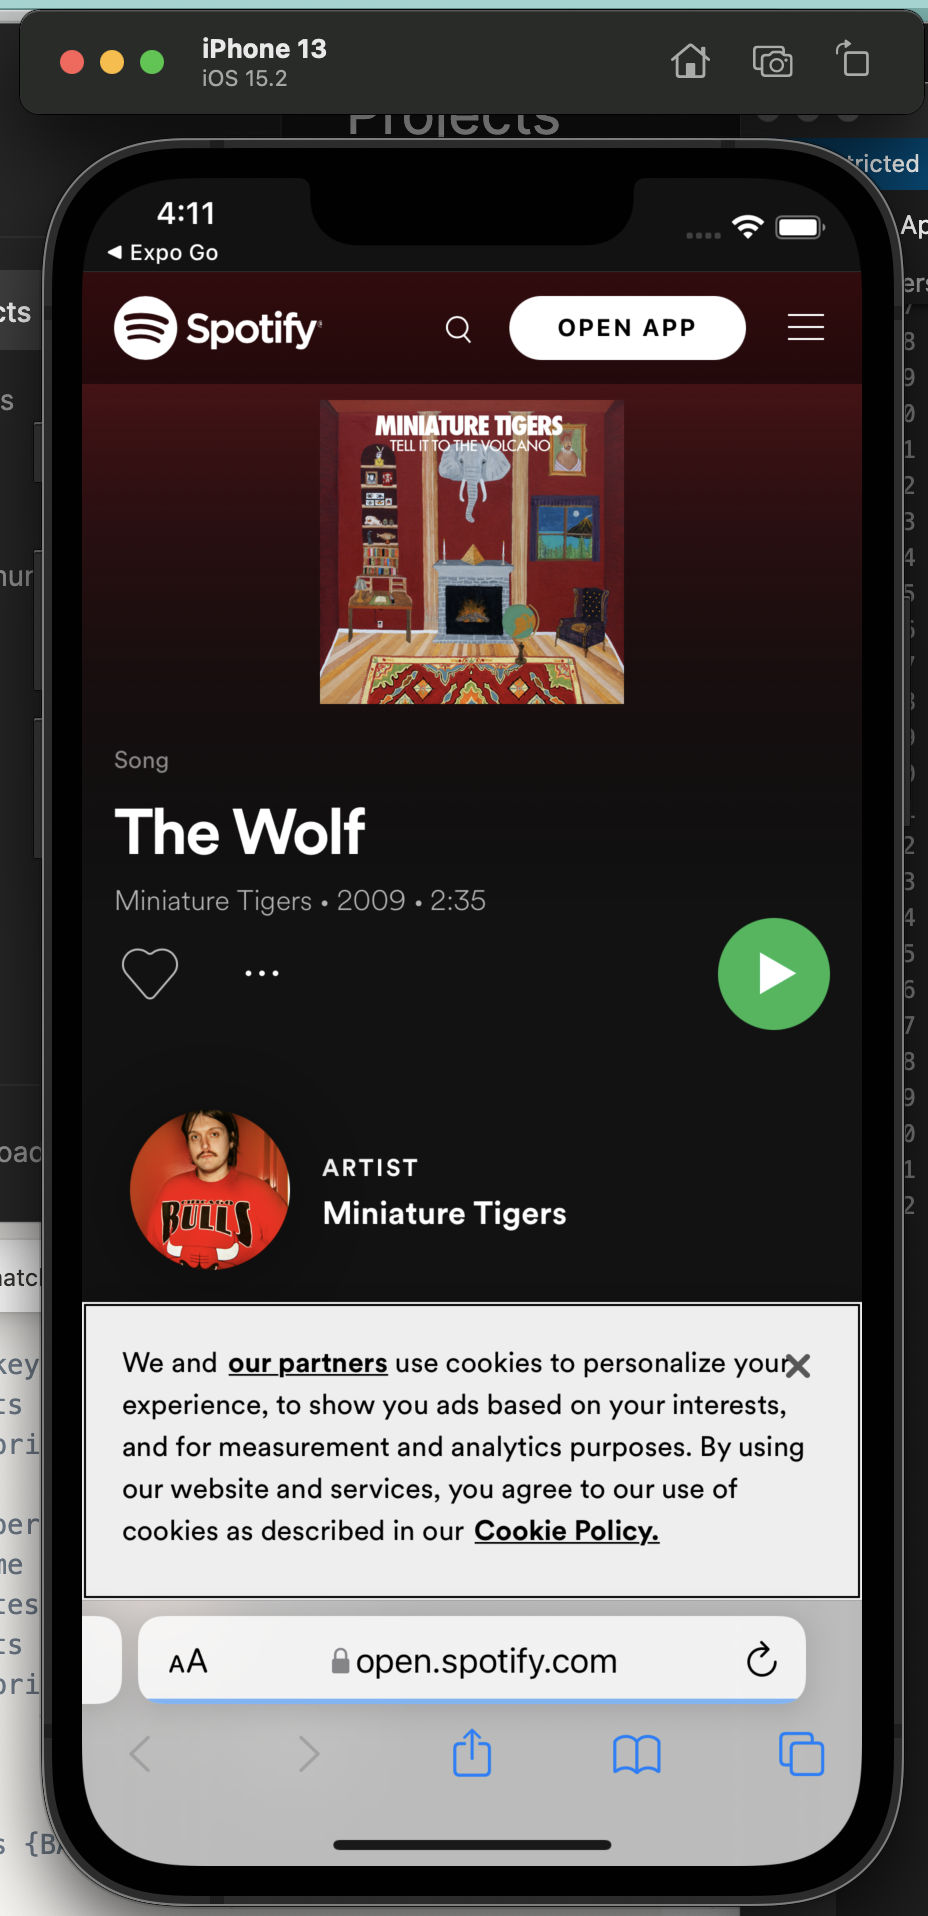 iPhone 13
iOS 15.2
Projects
tricted
4:11
Expo Go
Spotify
OPEN APP
MINIATURE TIGERS
TELL IT TO THE VOLCANO
Song
The Wolf
Miniature Tigers • 2009 • 2:35
BULLS
ARTIST
Miniature Tigers
We and our partners use cookies to personalize your
experience, to show you ads based on your interests,
and for measurement and analytics purposes. By using
our website and services, you agree to our use of
cookies as described in our Cookie Policy.
AA
open.spotify.com
key